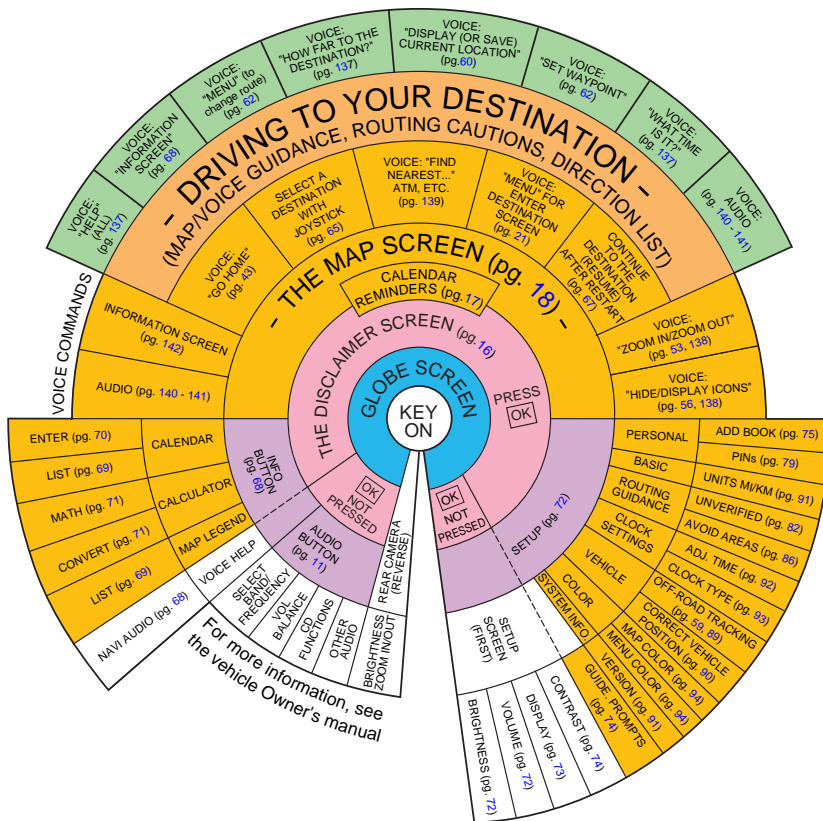 VOICE:
"HELP"
(ALL)
(pg. 137)
VOICE:
"INFORMATION
SCREEN"
(pg. 68)
VOICE:
"MENU" (to
change route)
(pg. 62)
VOICE:
"HOW FAR TO THE
DESTINATION?"
(pg. 137)
VOICE:
"DISPLAY (OR SAVE)
CURRENT LOCATION"
(pg.60)
VOICE:
"SET WAYPOINT"
(pg. 62)
VOICE:
"WHAT TIME
IS IT?"
(pg. 137)
VOICE:
AUDIO
(pg.
140 - 141)
- DRIVING TO YOUR DESTINATION -
(MAP/VOICE GUIDANCE, ROUTING CAUTIONS, DIRECTION LIST)
VOICE COMMANDS
AUDIO (pg. 140 - 141)
INFORMATION SCREEN
(pg. 142)
VOICE:
"GO HOME"
(pg. 43)
SELECT A
DESTINATION
WITH
JOYSTICK
(pg. 65)
VOICE: "FIND
NEAREST..."
ATM, ETC.
(pg. 139)
VOICE:
"MENU" FOR
ENTER
DESTINATION
SCREEN
(pg. 21)
CONTINUE
TO THE
DESTINATION
(RESUME)
AFTER RESTART
(pg. 67)
VOICE:
"ZOOM IN/ZOOM OUT"
(pg. 53, 138)
VOICE:
"HIDE/DISPLAY ICONS"
(pg. 56, 138)
- THE MAP SCREEN (pg. 18) -
CALENDAR
REMINDERS (pg.17)
THE DISCLAIMER SCREEN (pg.16)
GLOBE SCREEN
KEY
ON
PRESS
OK
OK
NOT
PRESSED
OK
NOT
PRESSED
INFO
BUTTON
(pg. 68)
CALENDAR
ENTER (pg. 70)
LIST (pg. 69)
CALCULATOR
MATH (pg. 71)
CONVERT (pg. 71)
MAP LEGEND
LIST (pg. 69)
VOICE HELP
NAVI AUDIO (pg. 68)
AUDIO
BUTTON
(pg. 11)
SELECT
BAND/
FREQUENCY
VOL
BALANCE
CD
FUNCTIONS
OTHER
AUDIO
REAR CAMERA
(REVERSE)
BRIGHTNESS
ZOOM IN/OUT
For more information, see
the vehicle Owner's manual
SETUP (pg. 72)
PERSONAL
ADD BOOK (pg. 75)
PINs (pg. 79)
BASIC
UNITS MI/KM (pg. 91)
ROUTING
GUIDANCE
UNVERIFIED (pg. 82)
AVOID AREAS (pg. 86)
CLOCK
SETTINGS
ADJ. TIME (pg. 92)
CLOCK TYPE (pg. 93)
VEHICLE
OFF-ROAD TRACKING
(pg. 59, 89)
CORRECT VEHICLE
POSITION (pg. 90)
COLOR
MAP COLOR (pg. 94)
MENU COLOR (pg. 94)
SYSTEM INFO.
VERSION (pg. 91)
GUIDE. PROMPTS
(pg. 74)
SETUP
SCREEN
(FIRST)
CONTRAST (pg. 74)
DISPLAY (pg. 73)
VOLUME (pg. 72)
BRIGHTNESS (pg. 72)